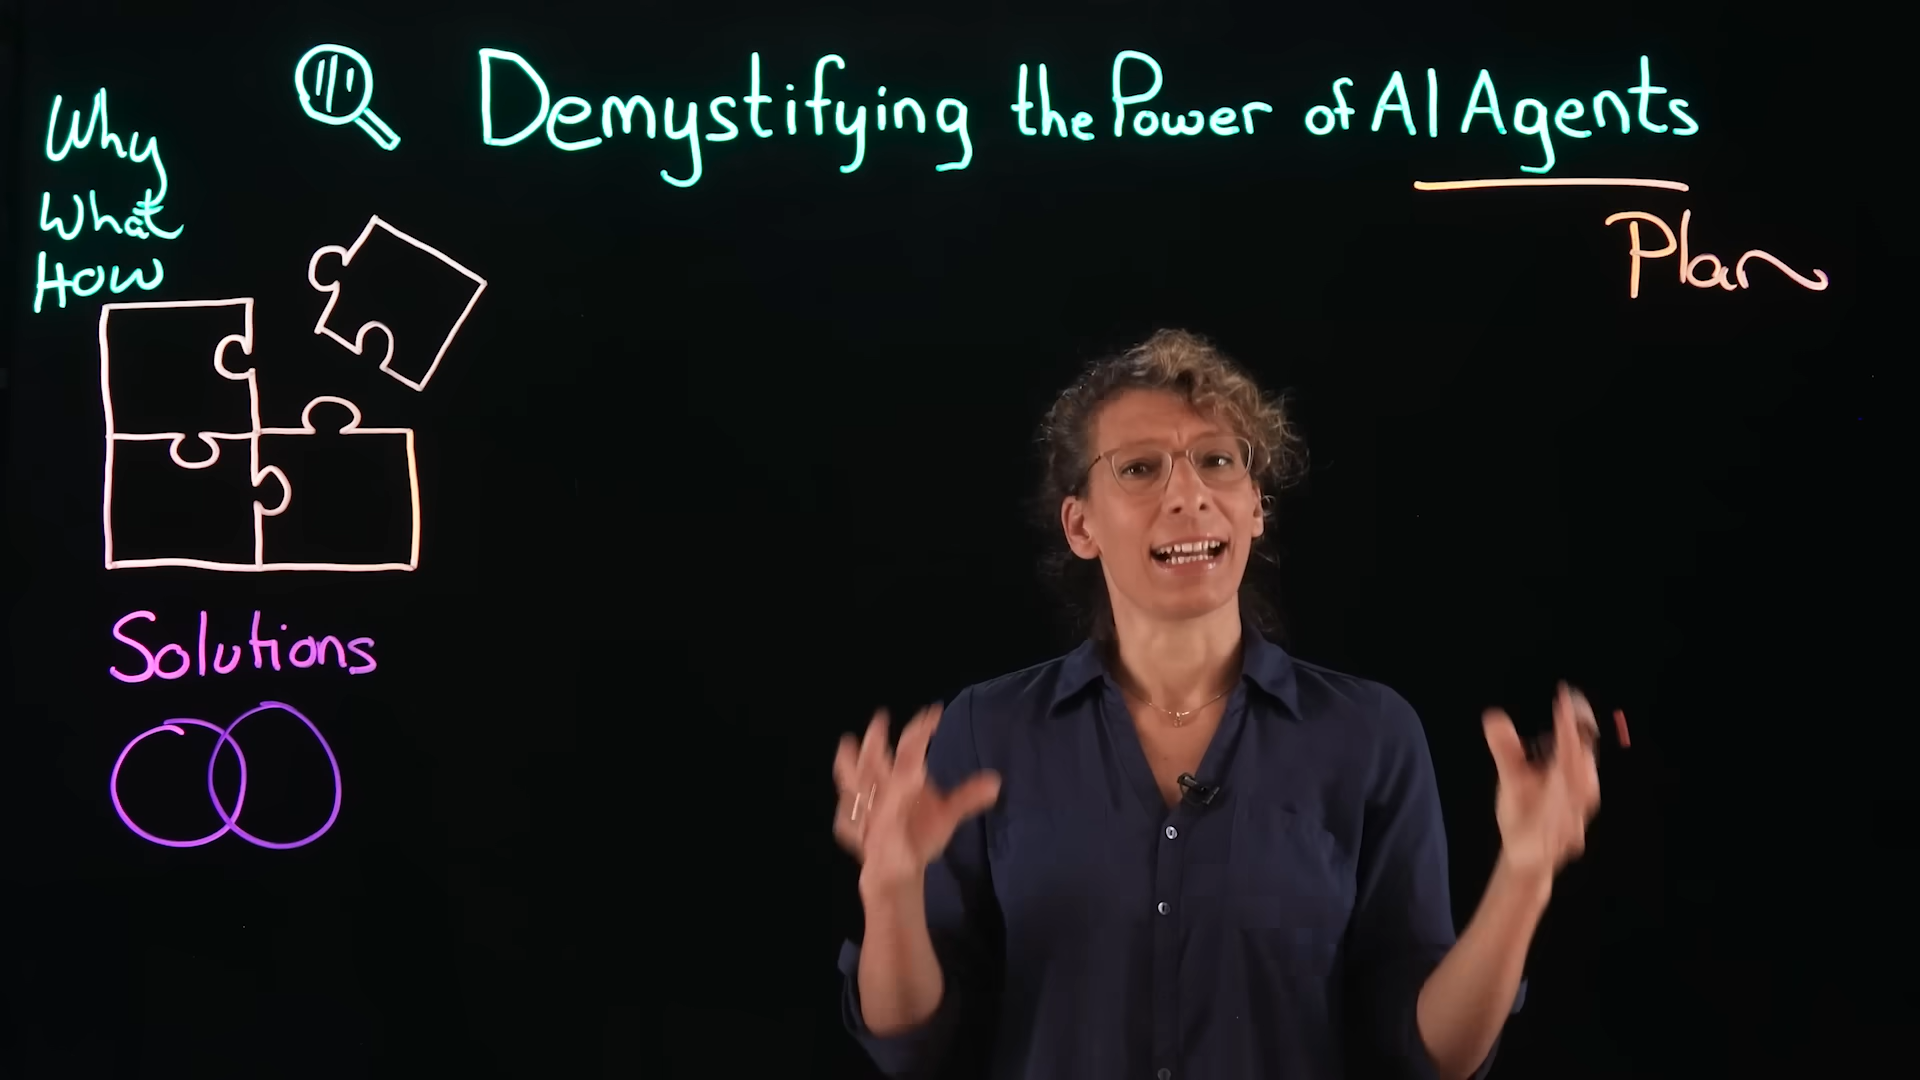 Demystifying the Power of AI Agents
Why
What
How
Plan
Solutions